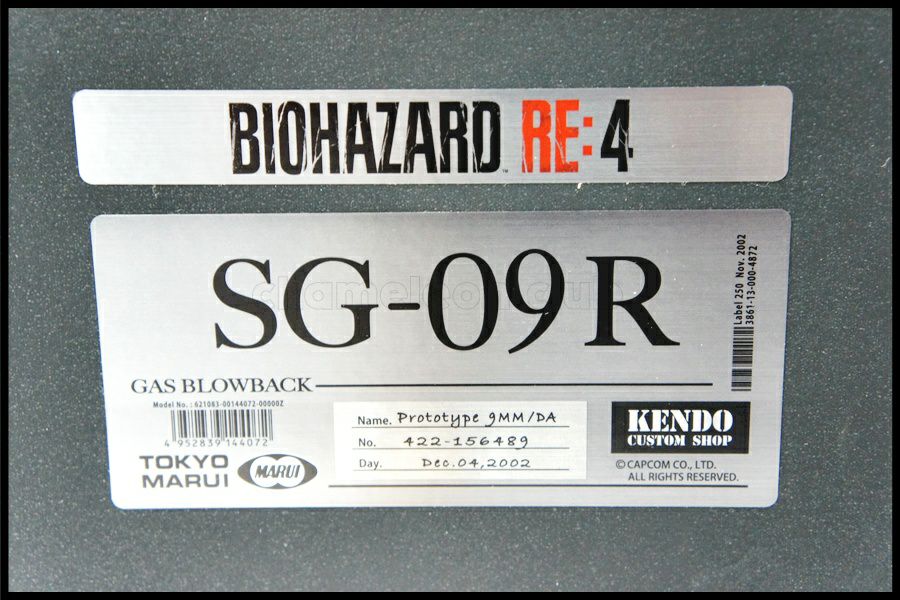 BIOHAZARD RE:4
SG-09 R
Label 250 Nov. 2002
3861-13-000-4872
GAS BLOWBACK
Model No. : 621083-00144072-00000Z
4 952839 144072
TOKYO
MARUI
MARUI
Name. Prototype 9MM/DA
No. 422-156489
Day. Dec.04,2002
KENDO
CUSTOM SHOP
© CAPCOM CO., LTD.
ALL RIGHTS RESERVED.